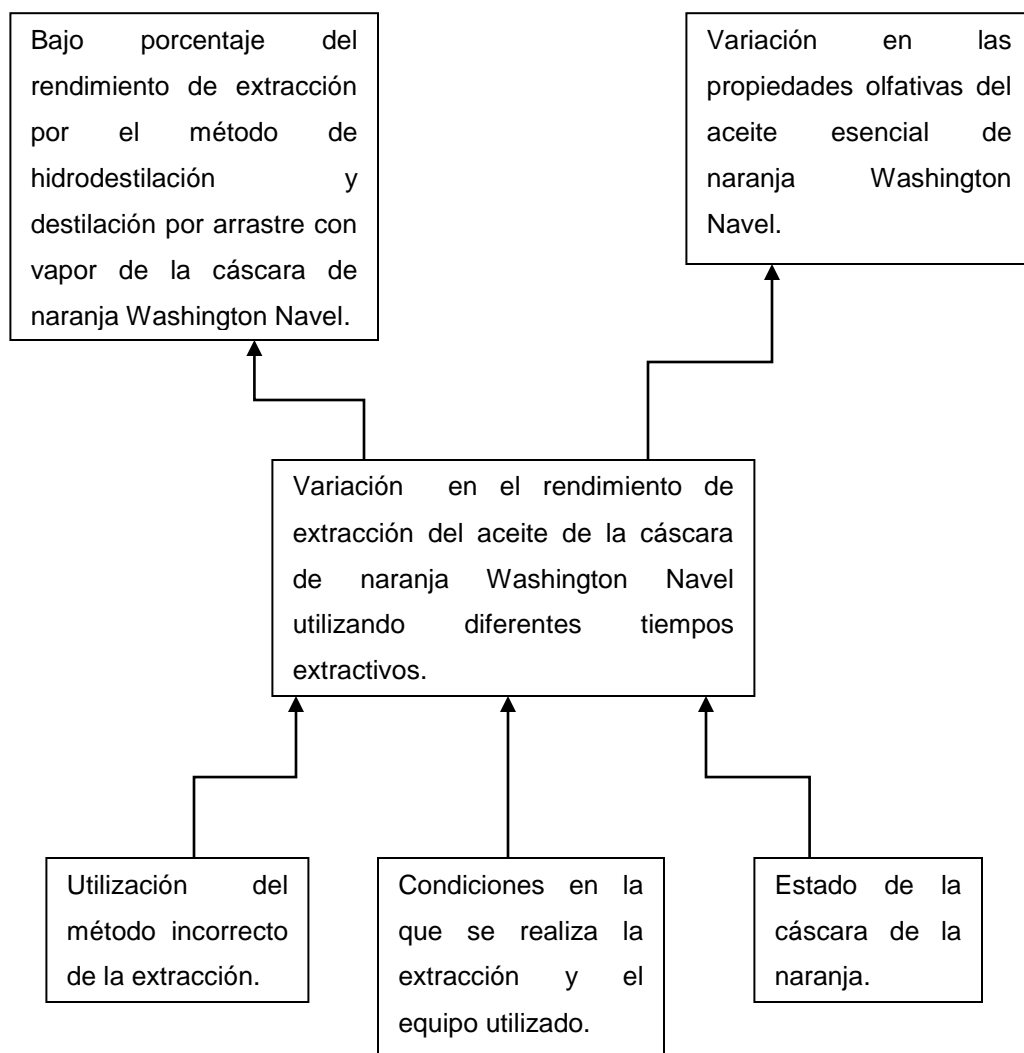 Bajo porcentaje del
rendimiento de extracción
por el método de
hidrodestilación y
destilación por arrastre con
vapor de la cáscara de
naranja Washington Navel.
Variación en las
propiedades olfativas del
aceite esencial de
naranja Washington
Navel.
Variación en el rendimiento de
extracción del aceite de la cáscara
de naranja Washington Navel
utilizando diferentes tiempos
extractivos.
Utilización del
método incorrecto
de la extracción.
Condiciones en la
que se realiza la
extracción y el
equipo utilizado.
Estado de la
cáscara de la
naranja.